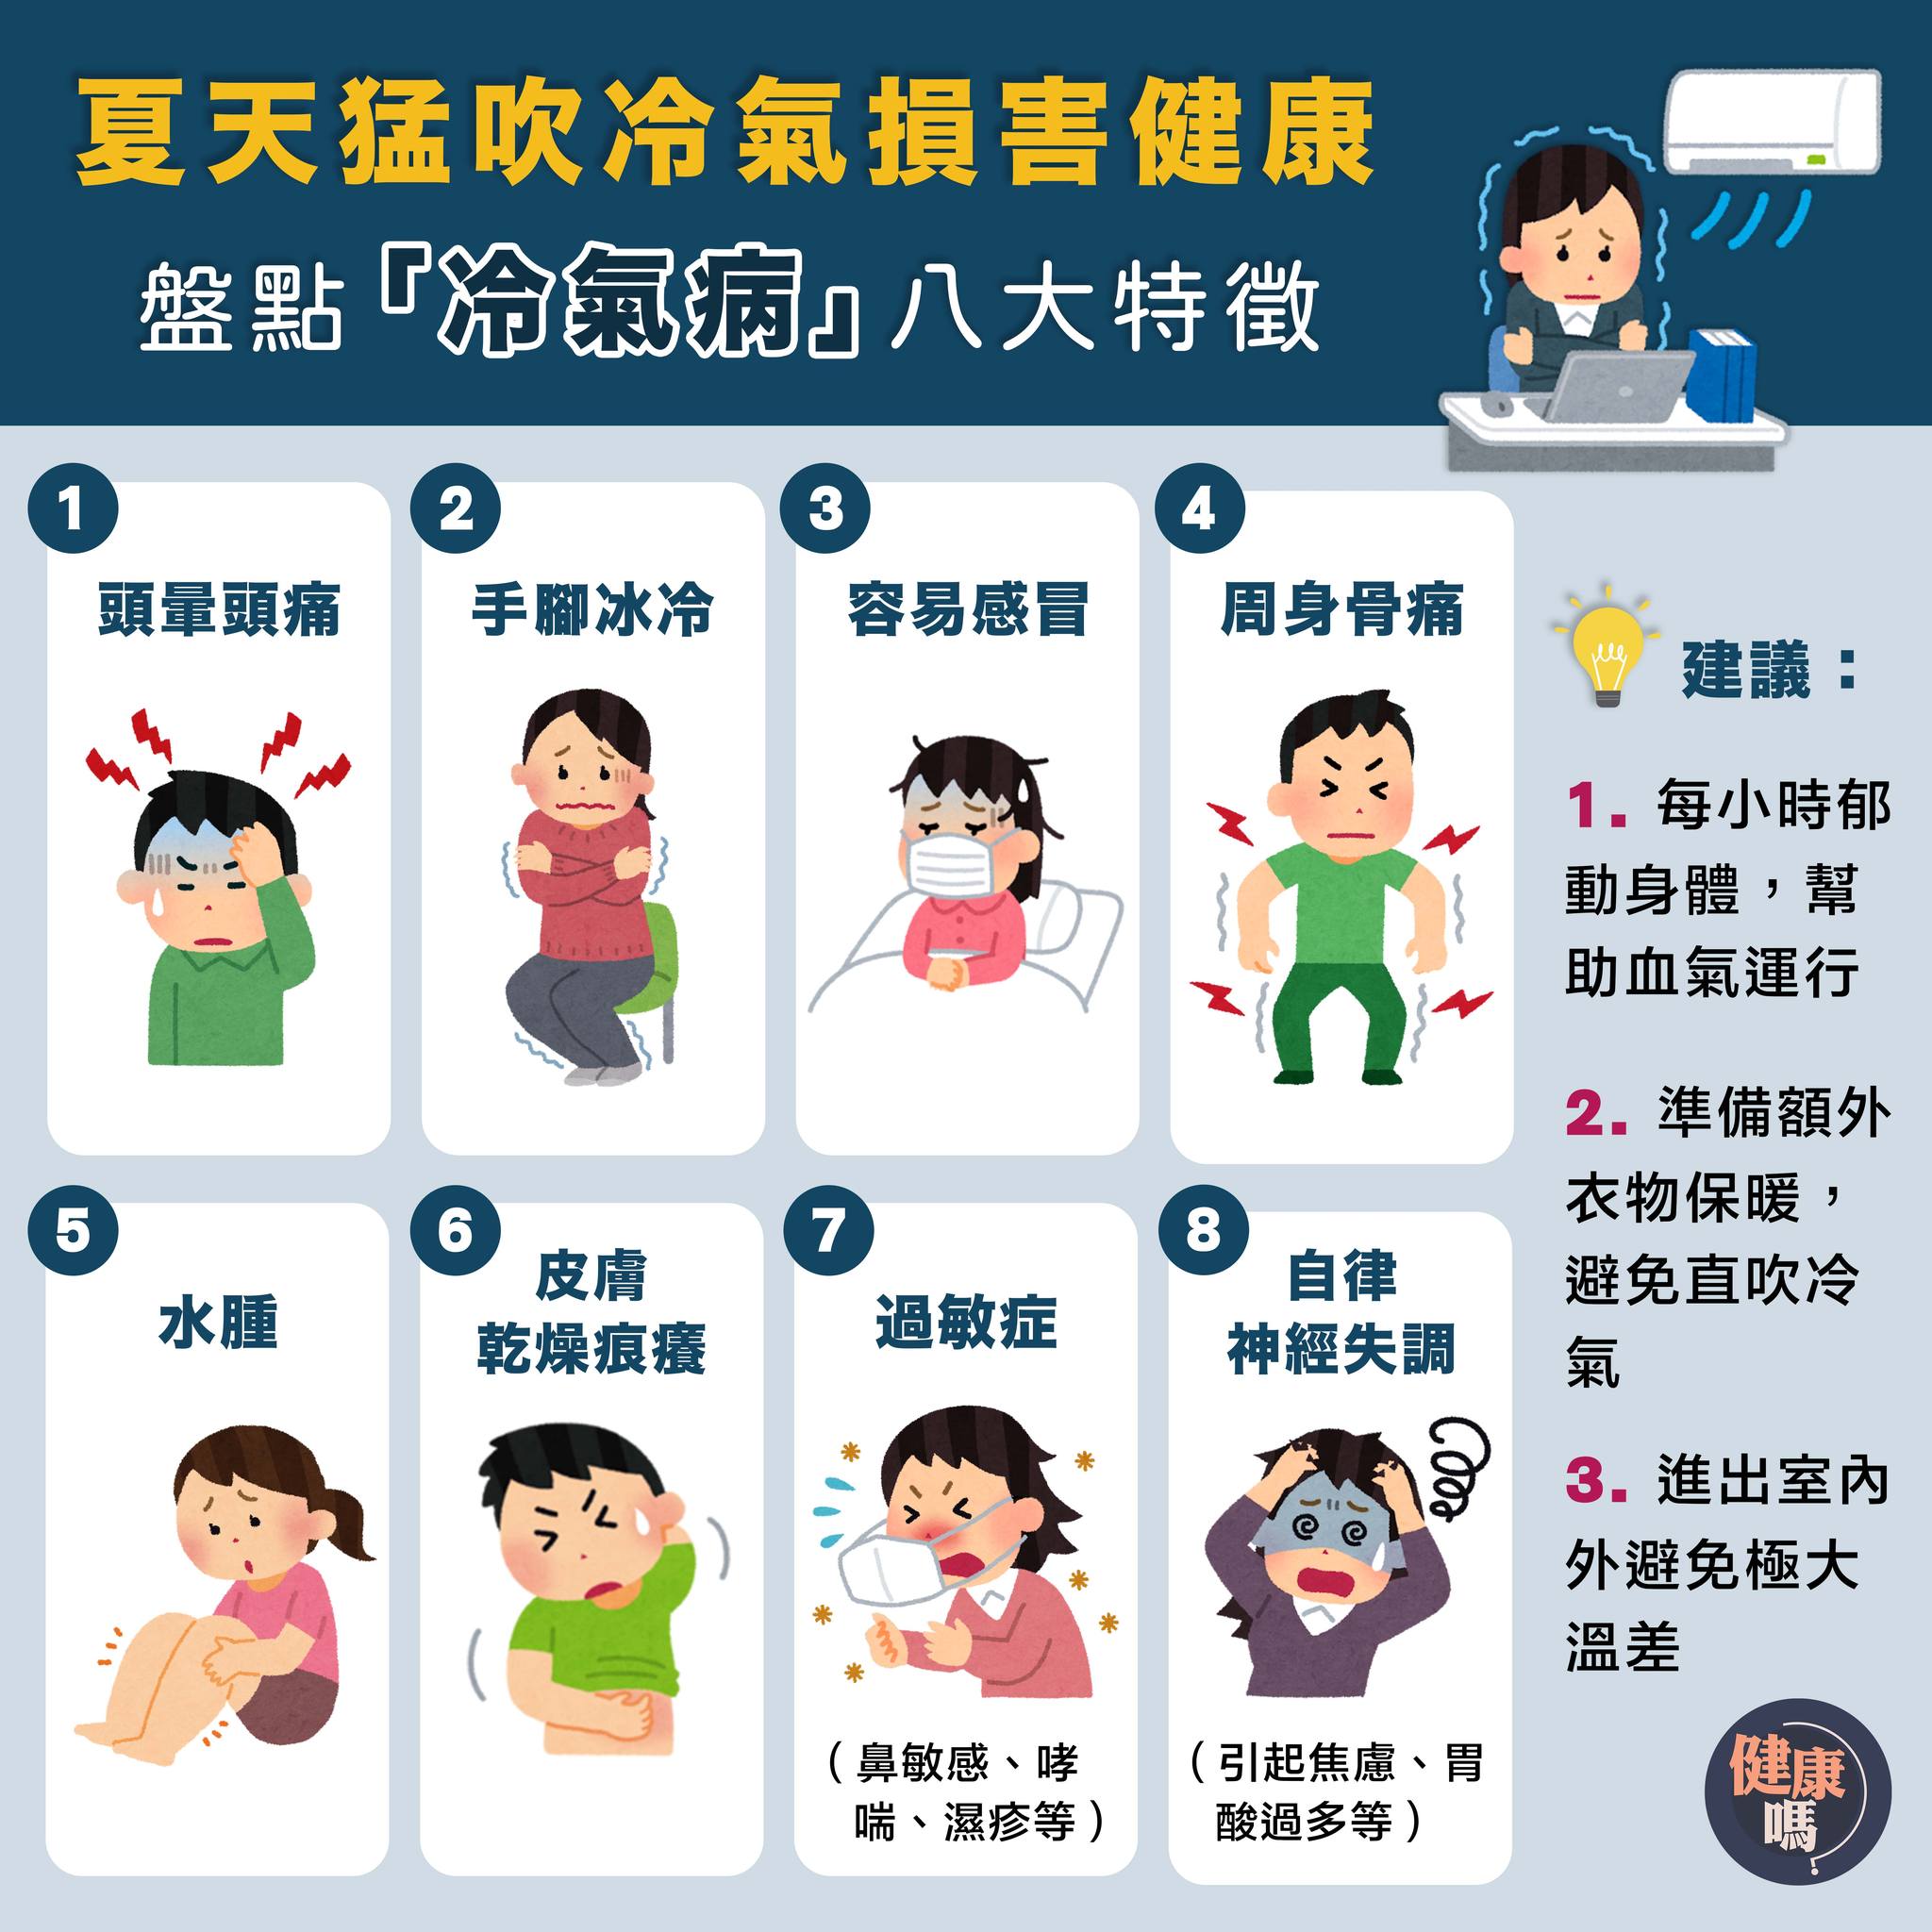 夏天猛吹冷氣損害健康
盤點『冷氣病』八大特徵
1
頭暈頭痛
2
手腳冰冷
3
容易感冒
4
周身骨痛
5
水腫
6
皮膚
乾燥痕癢
7
過敏症
(鼻敏感、哮
喘、濕疹等)
8
自律
神經失調
(引起焦慮、胃
酸過多等)
建議：
1. 每小時郁
動身體，幫
助血氣運行
2. 準備額外
衣物保暖，
避免直吹冷
氣
3. 進出室內
外避免極大
溫差
健康
嗎?